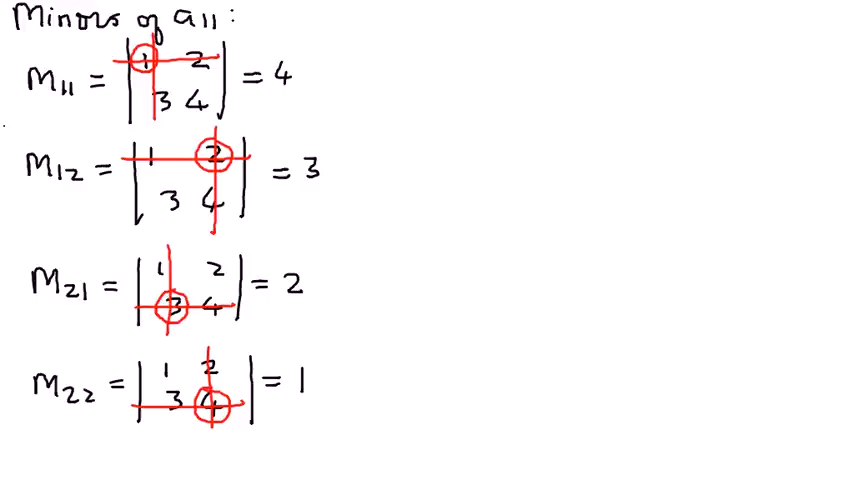 Minors of a11:
M11 = | 1 2 | = 4
3 4
M12 = | 1 2 | = 3
3 4
M21 = | 1 2 | = 2
3 4
M22 = | 1 2 | = 1
3 4